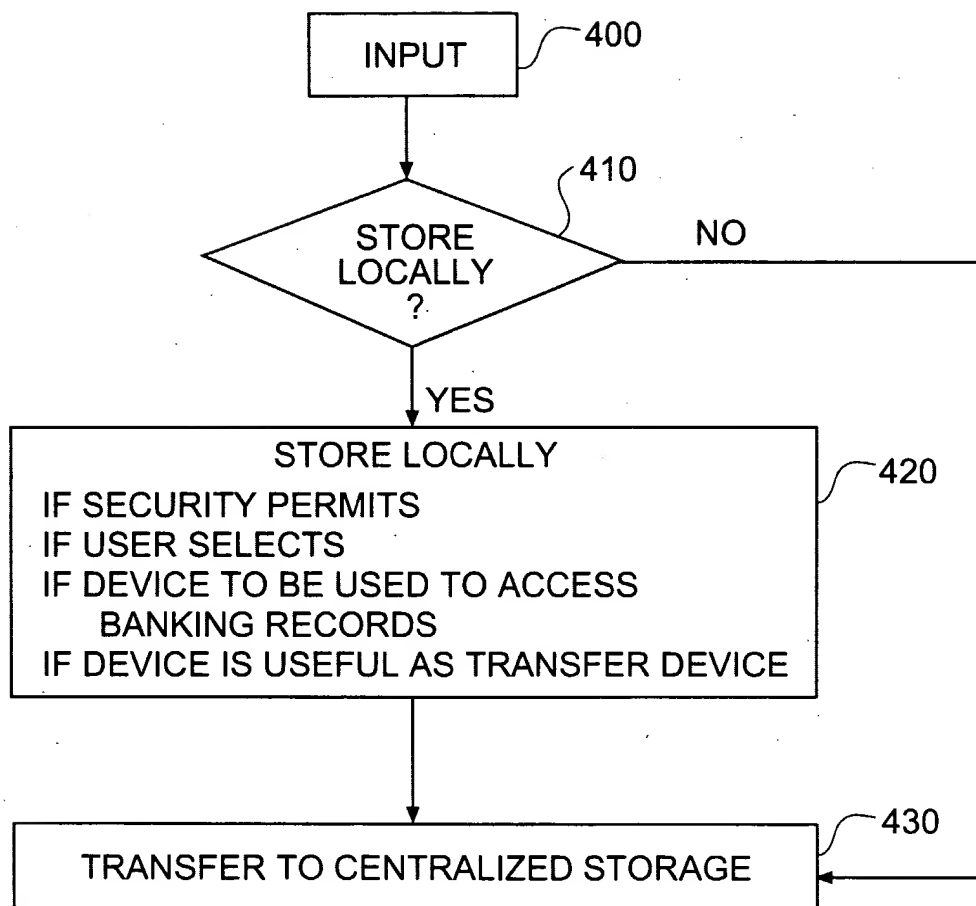 INPUT
400
410
STORE
LOCALLY
?
NO
YES
STORE LOCALLY
420
IF SECURITY PERMITS
IF USER SELECTS
IF DEVICE TO BE USED TO ACCESS
BANKING RECORDS
IF DEVICE IS USEFUL AS TRANSFER DEVICE
430
TRANSFER TO CENTRALIZED STORAGE